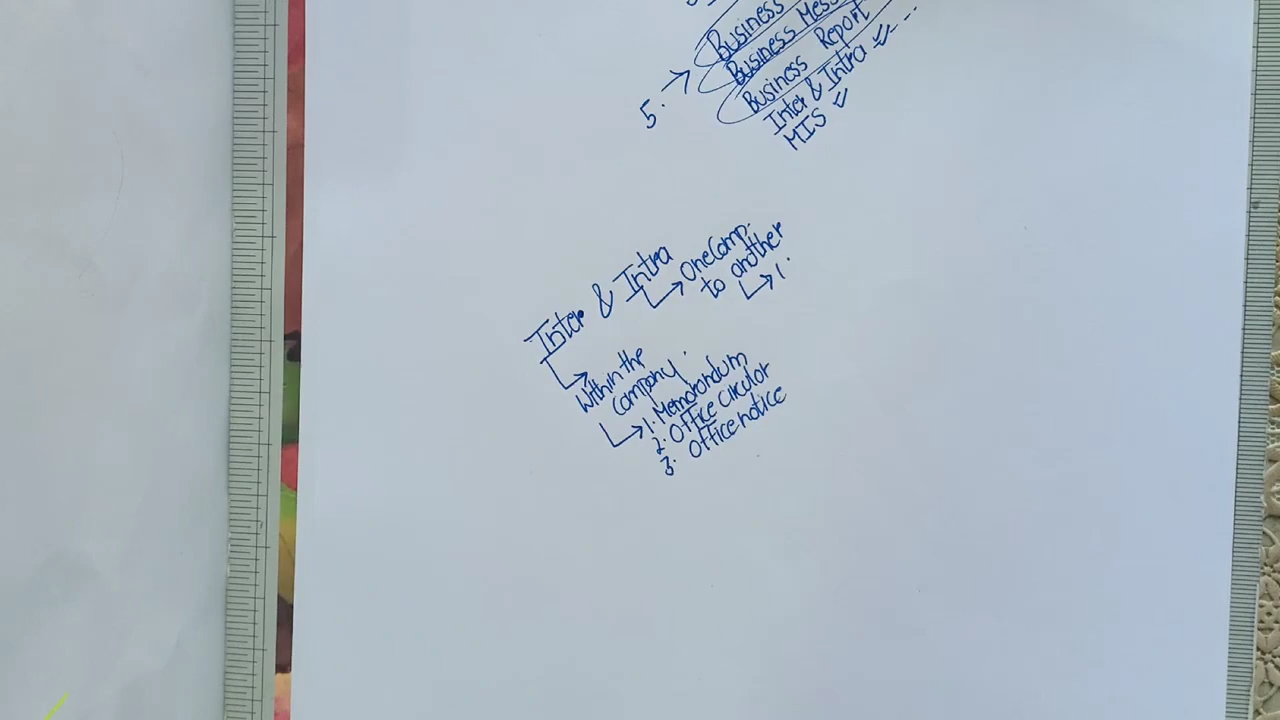 Business
Business Mess
5. → Business Report
Inter & Intra
MIS
Inter & Intra
One Comp.
to another
1.
Within the
Company.
1. Memorandum
2. Office circular
3. Office notice